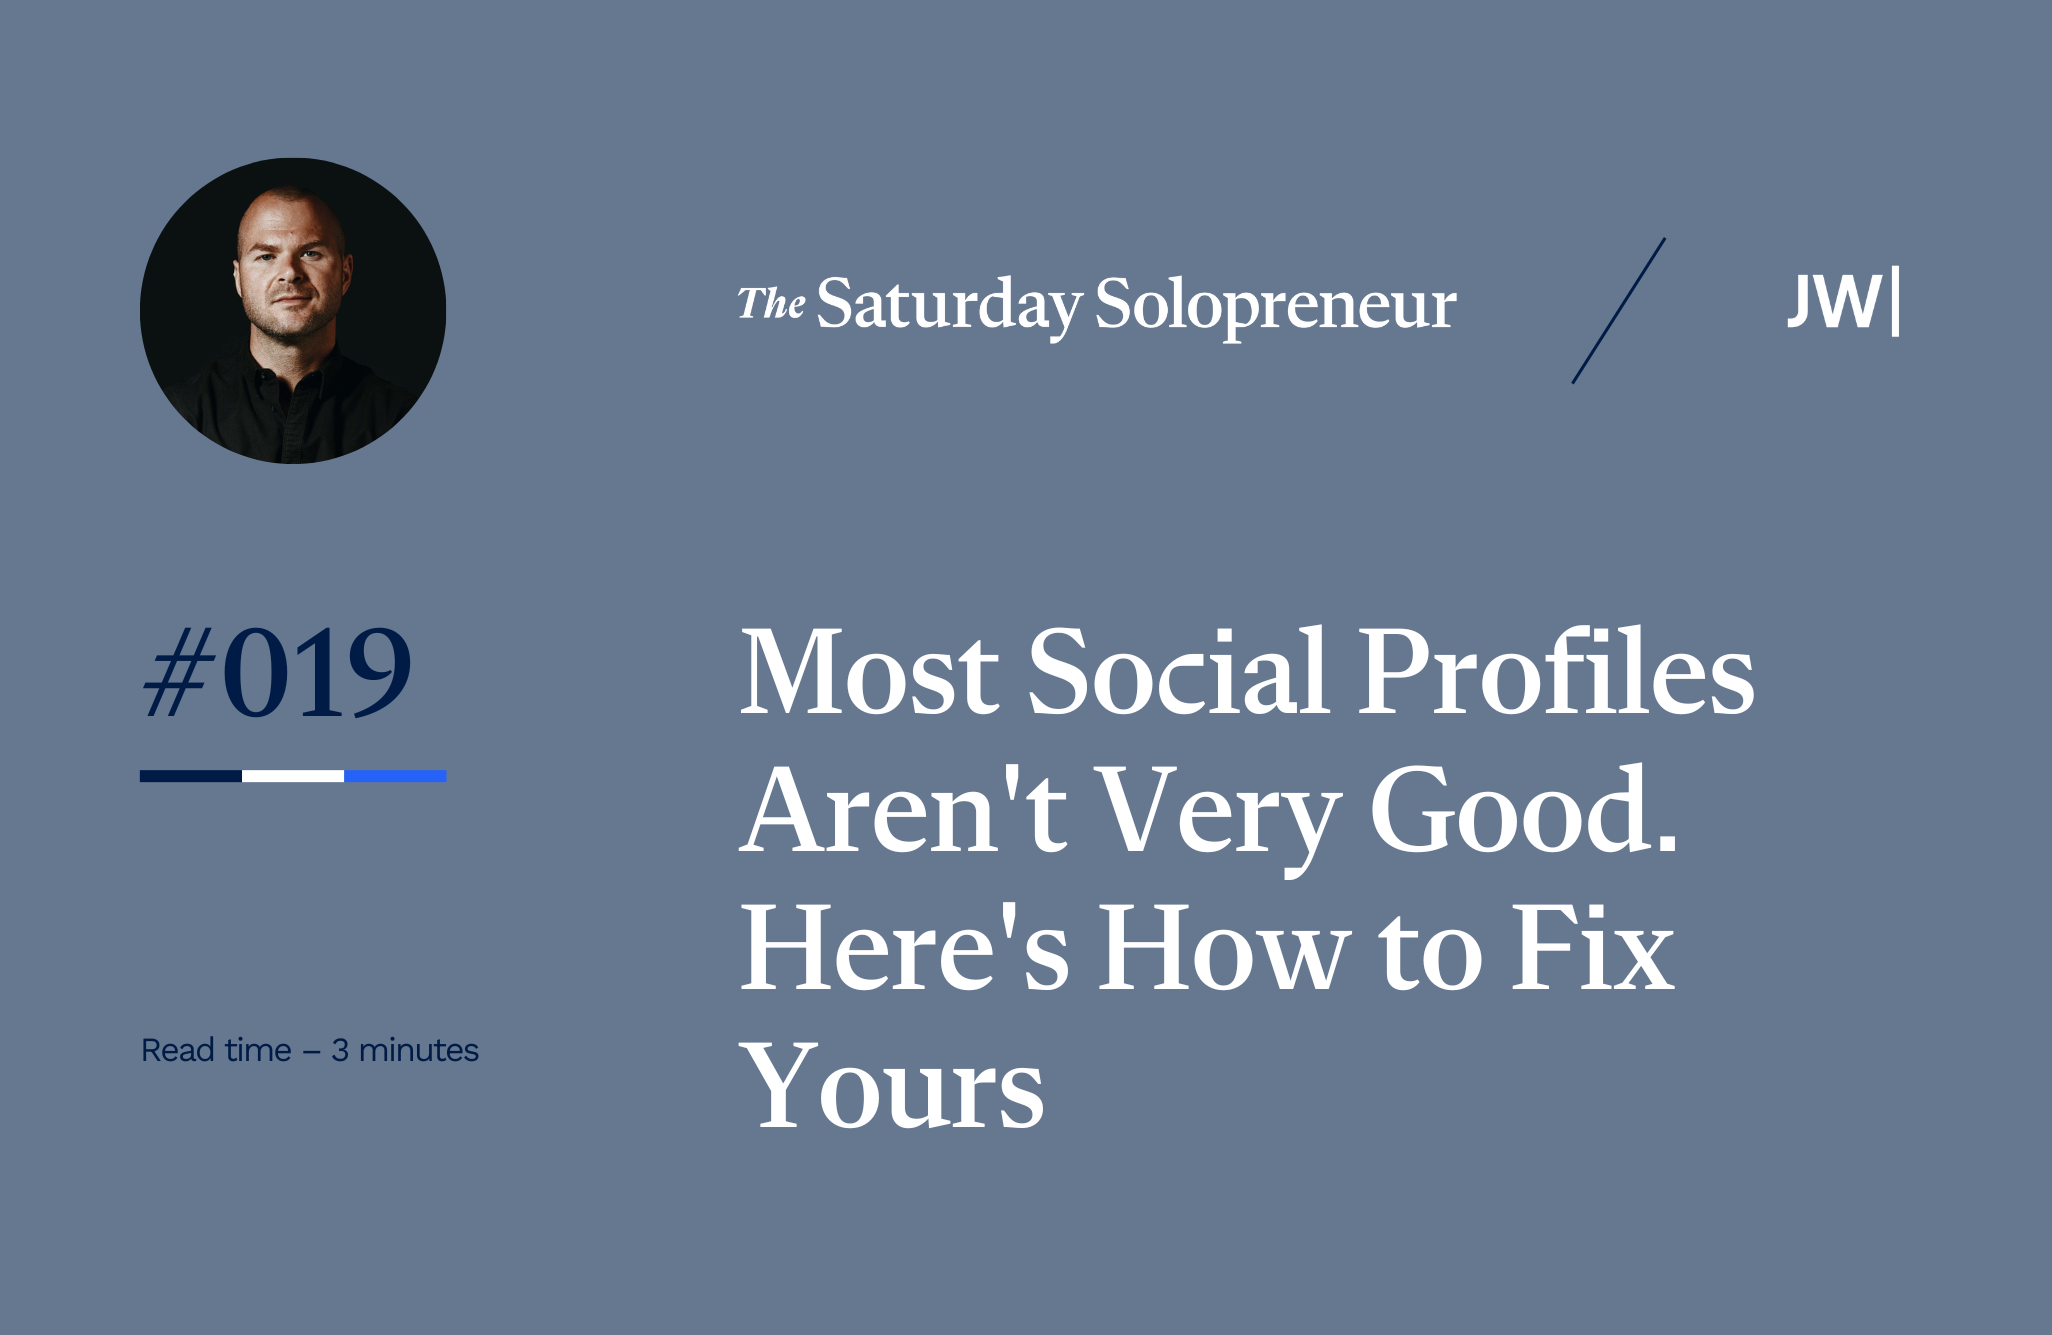 The Saturday Solopreneur
JW|
#019
Most Social Profiles
Aren't Very Good.
Here's How to Fix
Yours
Read time – 3 minutes